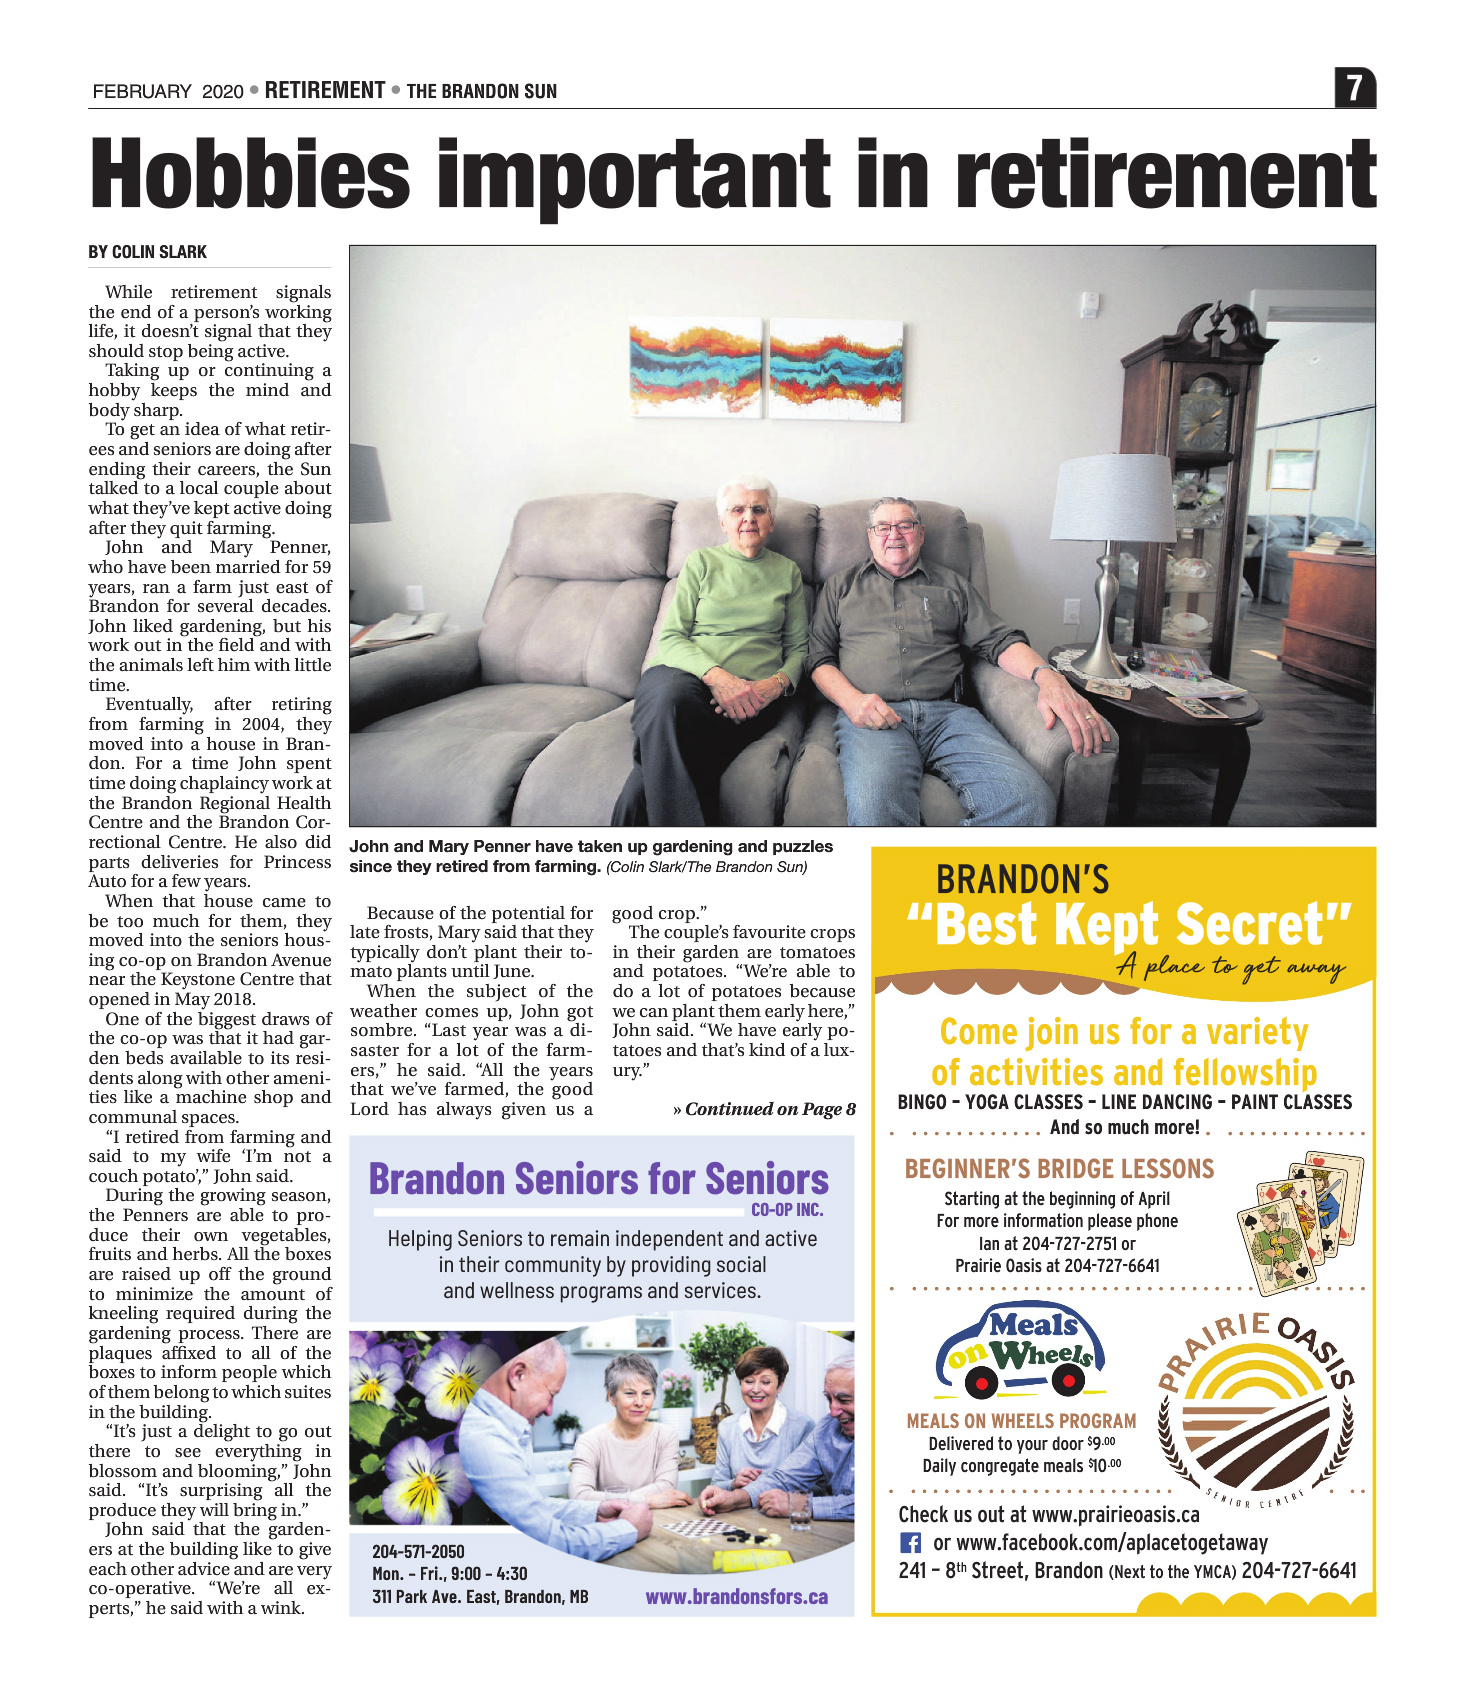 FEBRUARY 2020 • RETIREMENT • THE BRANDON SUN
7
Hobbies important in retirement
BY COLIN SLARK
While retirement signals
the end of a person's working
life, it doesn't signal that they
should stop being active.
Taking up or continuing a
hobby keeps the mind and
body sharp.
To get an idea of what retir-
ees and seniors are doing after
ending their careers, the Sun
talked to a local couple about
what they've kept active doing
after they quit farming.
John and Mary Penner,
who have been married for 59
years, ran a farm just east of
Brandon for several decades.
John liked gardening, but his
work out in the field and with
the animals left him with little
time.
Eventually, after retiring
from farming in 2004, they
moved into a house in Bran-
don. For a time John spent
time doing chaplaincy work at
the Brandon Regional Health
Centre and the Brandon Cor-
rectional Centre. He also did
parts deliveries for Princess
Auto for a few years.
When that house came to
be too much for them, they
moved into the seniors hous-
ing co-op on Brandon Avenue
near the Keystone Centre that
opened in May 2018.
One of the biggest draws of
the co-op was that it had gar-
den beds available to its resi-
dents along with other ameni-
ties like a machine shop and
communal spaces.
“I retired from farming and
said to my wife ‘I'm not a
couch potato’,” John said.
During the growing season,
the Penners are able to pro-
duce their own vegetables,
fruits and herbs. All the boxes
are raised up off the ground
to minimize the amount of
kneeling required during the
gardening process. There are
plaques affixed to all of the
boxes to inform people which
of them belong to which suites
in the building.
“It's just a delight to go out
there to see everything in
blossom and blooming,” John
said. “It's surprising all the
produce they will bring in.”
John said that the garden-
ers at the building like to give
each other advice and are very
co-operative. “We're all ex-
perts,” he said with a wink.
John and Mary Penner have taken up gardening and puzzles
since they retired from farming. (Colin Slark/The Brandon Sun)
Because of the potential for
late frosts, Mary said that they
typically don't plant their to-
mato plants until June.
When the subject of the
weather comes up, John got
sombre. “Last year was a di-
saster for a lot of the farm-
ers,” he said. “All the years
that we've farmed, the good
Lord has always given us a
good crop.”
The couple's favourite crops
in their garden are tomatoes
and potatoes. “We're able to
do a lot of potatoes because
we can plant them early here,”
John said. “We have early po-
tatoes and that's kind of a lux-
ury.”
» Continued on Page 8
Brandon Seniors for Seniors
CO-OP INC.
Helping Seniors to remain independent and active
in their community by providing social
and wellness programs and services.
204-571-2050
Mon. – Fri., 9:00 – 4:30
311 Park Ave. East, Brandon, MB
www.brandonsfors.ca
BRANDON'S
“Best Kept Secret”
A place to get away
Come join us for a variety
of activities and fellowship
BINGO – YOGA CLASSES – LINE DANCING – PAINT CLASSES
And so much more!
BEGINNER'S BRIDGE LESSONS
Starting at the beginning of April
For more information please phone
Ian at 204-727-2751 or
Prairie Oasis at 204-727-6641
Meals
on Wheels
MEALS ON WHEELS PROGRAM
Delivered to your door $9.00
Daily congregate meals $10.00
PRAIRIE OASIS
SENIOR CENTRE
Check us out at www.prairieoasis.ca
or www.facebook.com/aplacetogetaway
241 – 8th Street, Brandon (Next to the YMCA) 204-727-6641